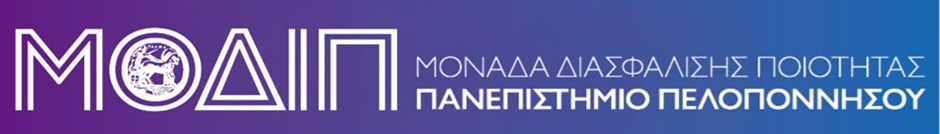 ΜΟΔΙΠ
ΜΟΝΑΔΑ ΔΙΑΣΦΑΛΙΣΗΣ ΠΟΙΟΤΗΤΑΣ
ΠΑΝΕΠΙΣΤΗΜΙΟ ΠΕΛΟΠΟΝΝΗΣΟΥ